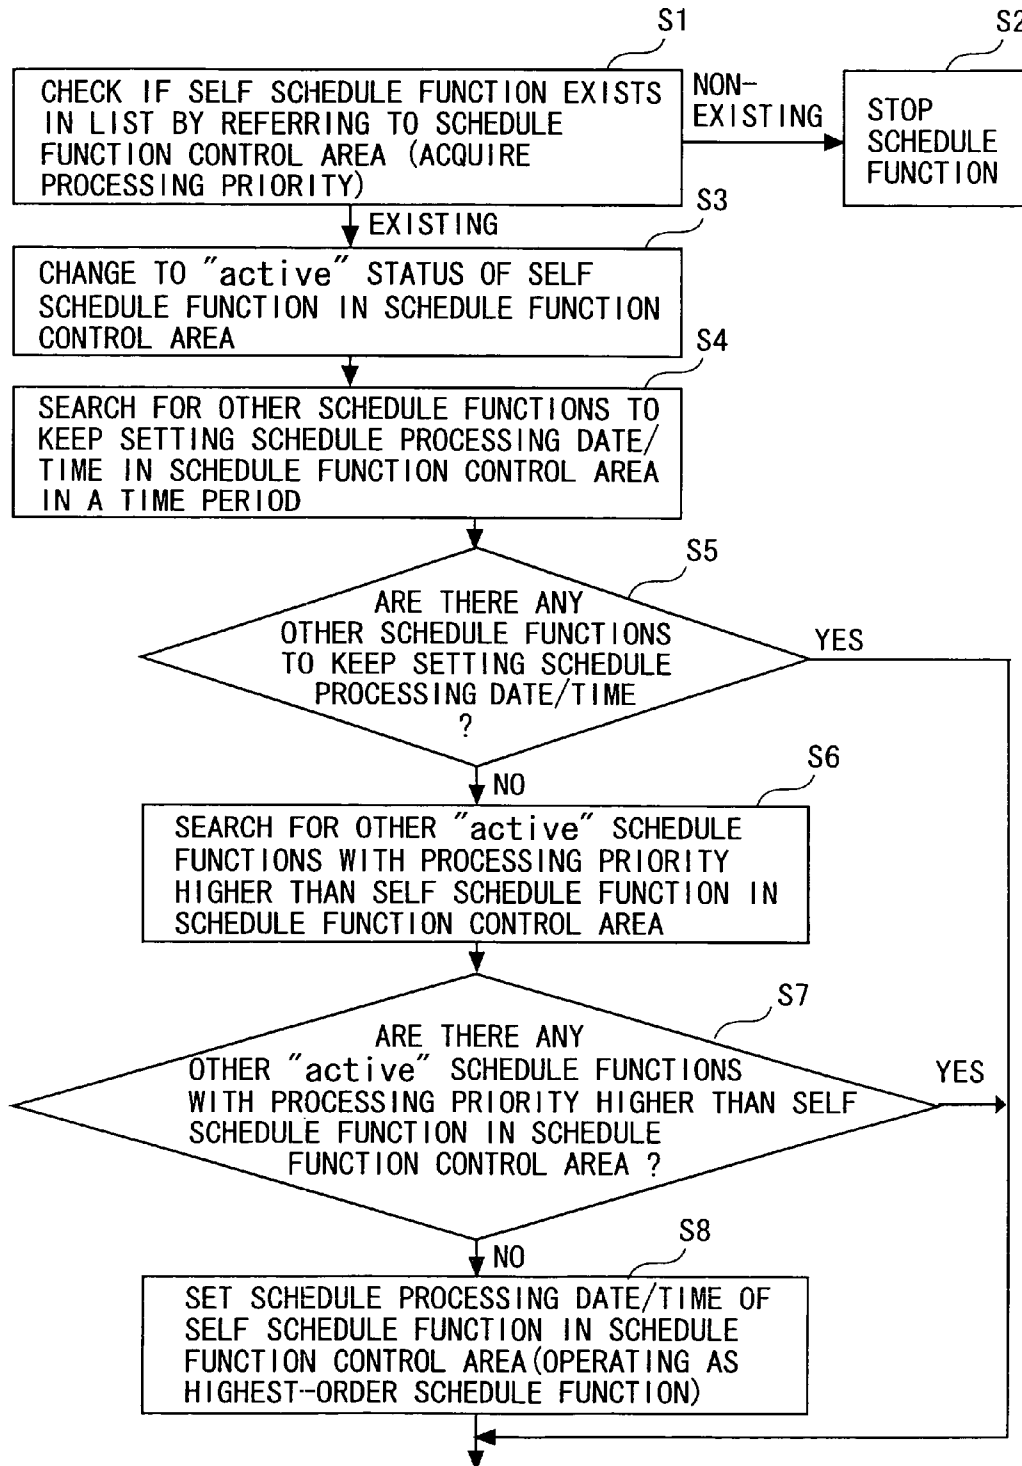 S1
S2
CHECK IF SELF SCHEDULE FUNCTION EXISTS
IN LIST BY REFERRING TO SCHEDULE
FUNCTION CONTROL AREA (ACQUIRE
PROCESSING PRIORITY)
NON-
EXISTING
STOP
SCHEDULE
FUNCTION
EXISTING
S3
CHANGE TO "active" STATUS OF SELF
SCHEDULE FUNCTION IN SCHEDULE FUNCTION
CONTROL AREA
S4
SEARCH FOR OTHER SCHEDULE FUNCTIONS TO
KEEP SETTING SCHEDULE PROCESSING DATE/
TIME IN SCHEDULE FUNCTION CONTROL AREA
IN A TIME PERIOD
S5
ARE THERE ANY
OTHER SCHEDULE FUNCTIONS
TO KEEP SETTING SCHEDULE
PROCESSING DATE/TIME
?
YES
NO
S6
SEARCH FOR OTHER "active" SCHEDULE
FUNCTIONS WITH PROCESSING PRIORITY
HIGHER THAN SELF SCHEDULE FUNCTION IN
SCHEDULE FUNCTION CONTROL AREA
S7
ARE THERE ANY
OTHER "active" SCHEDULE FUNCTIONS
WITH PROCESSING PRIORITY HIGHER THAN SELF
SCHEDULE FUNCTION IN SCHEDULE
FUNCTION CONTROL AREA ?
YES
NO
S8
SET SCHEDULE PROCESSING DATE/TIME OF
SELF SCHEDULE FUNCTION IN SCHEDULE
FUNCTION CONTROL AREA(OPERATING AS
HIGHEST-ORDER SCHEDULE FUNCTION)